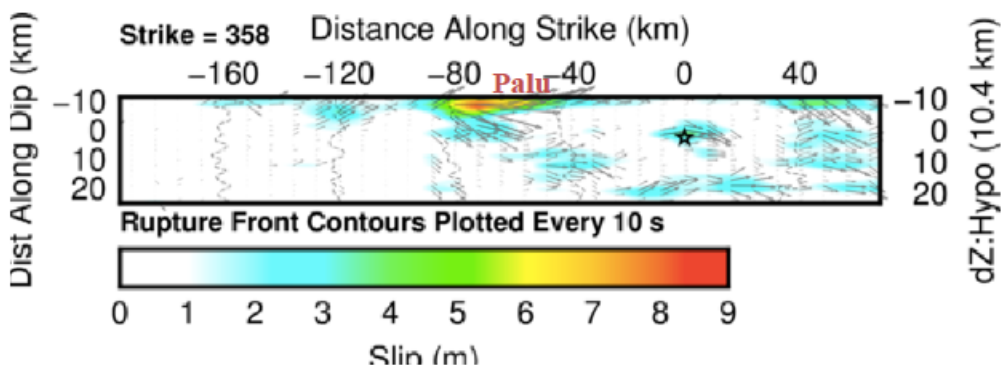 Strike = 358 Distance Along Strike (km)
−160 −120 −80 −40 0 40
Palu
−10 −10
0 0
10 10
20 20
Dist Along Dip (km)
dZ:Hypo (10.4 km)
Rupture Front Contours Plotted Every 10 s
0 1 2 3 4 5 6 7 8 9
Slip (m)